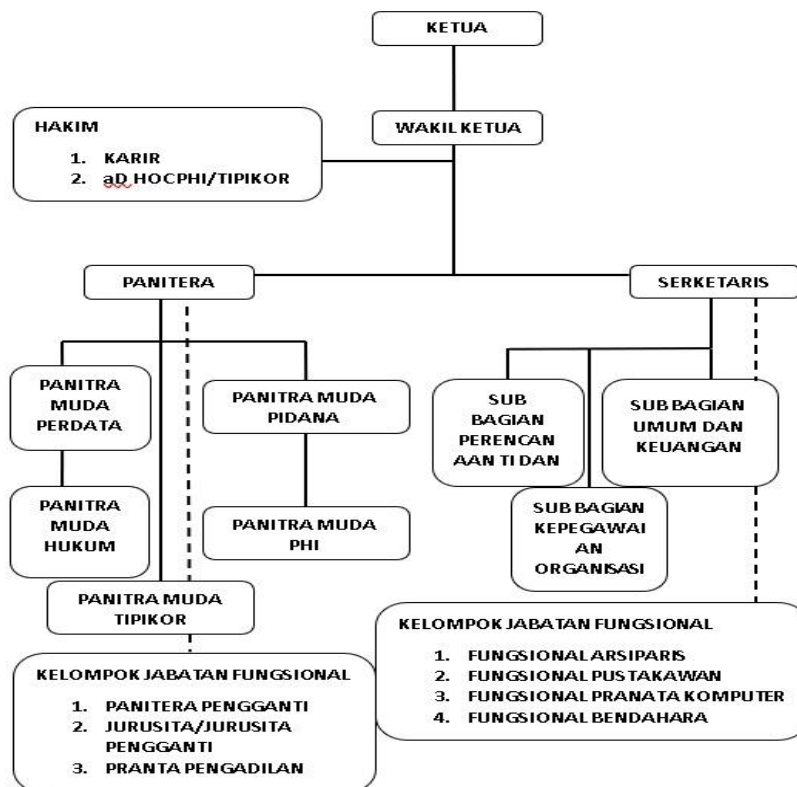 KETUA
WAKIL KETUA
HAKIM
1. KARIR
2. aD HOCPHI/TIPIKOR
PANITERA
SERKETARIS
PANITRA
MUDA
PERDATA
PANITRA MUDA
PIDANA
SUB
BAGIAN
PERENCAN
AAN TI DAN
SUB BAGIAN
UMUM DAN
KEUANGAN
PANITRA
MUDA
HUKUM
PANITRA MUDA
PHI
SUB BAGIAN
KEPEGAWAI
AN
ORGANISASI
PANITRA MUDA
TIPIKOR
KELOMPOK JABATAN FUNGSIONAL
1. PANITERA PENGGANTI
2. JURUSITA/JURUSITA
PENGGANTI
3. PRANTA PENGADILAN
KELOMPOK JABATAN FUNGSIONAL
1. FUNGSIONAL ARSIPARIS
2. FUNGSIONAL PUSTAKAWAN
3. FUNGSIONAL PRANATA KOMPUTER
4. FUNGSIONAL BENDAHARA